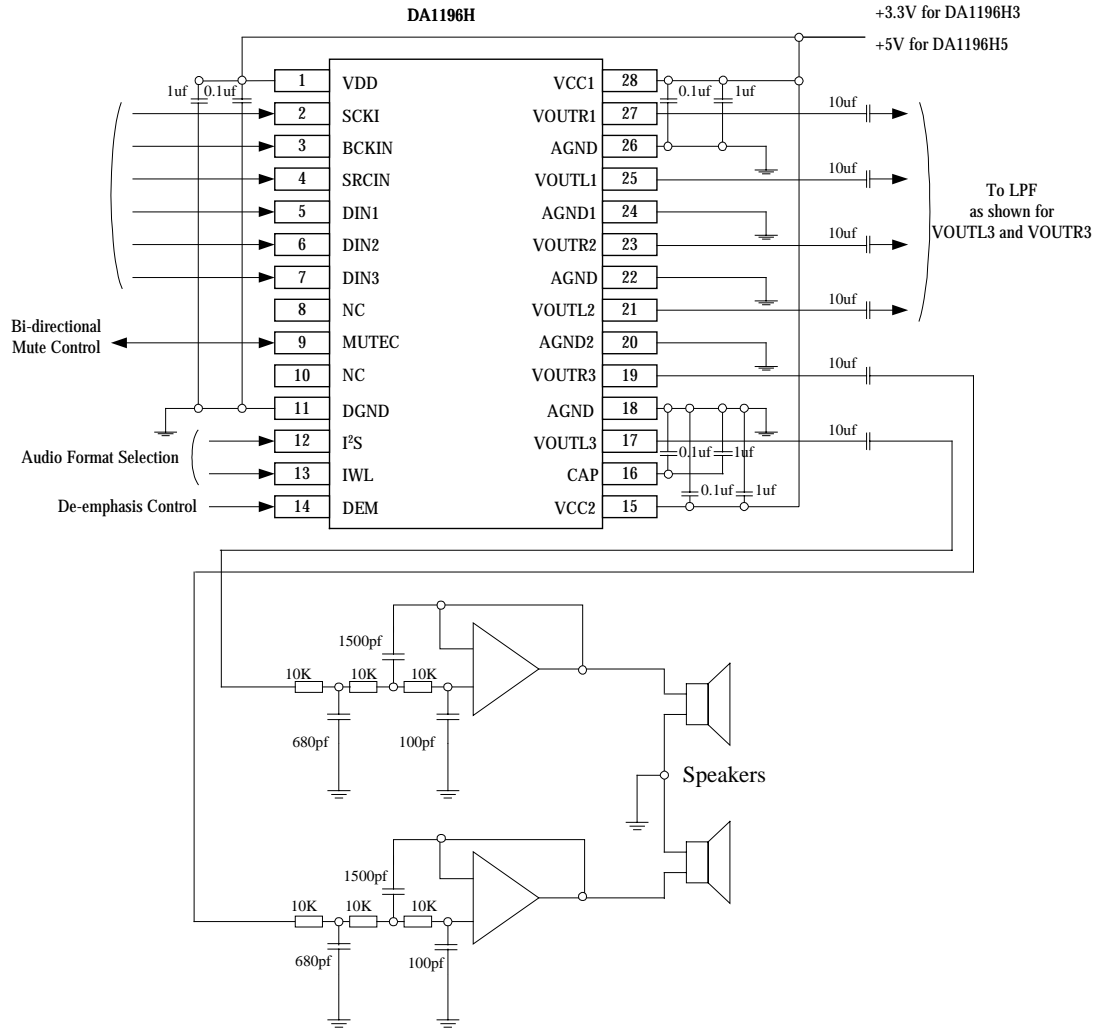 DA1196H
+3.3V for DA1196H3
+5V for DA1196H5
1uf
0.1uf
1 VDD
2 SCKI
3 BCKIN
4 SRCIN
5 DIN1
6 DIN2
7 DIN3
8 NC
9 MUTEC
10 NC
11 DGND
12 I²S
13 IWL
14 DEM
Bi-directional
Mute Control
Audio Format Selection
De-emphasis Control
VCC1 28
VOUTR1 27
AGND 26
VOUTL1 25
AGND1 24
VOUTR2 23
AGND 22
VOUTL2 21
AGND2 20
VOUTR3 19
AGND 18
VOUTL3 17
CAP 16
VCC2 15
0.1uf
1uf
10uf
10uf
10uf
10uf
10uf
10uf
0.1uf
1uf
0.1uf
1uf
To LPF
as shown for
VOUTL3 and VOUTR3
1500pf
10K
10K
10K
680pf
100pf
Speakers
1500pf
10K
10K
10K
680pf
100pf